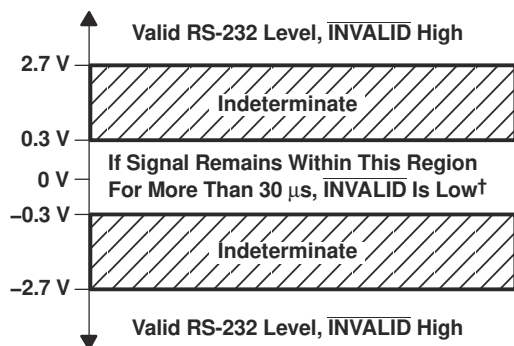 Valid RS-232 Level, INVALID High
2.7 V
Indeterminate
0.3 V
If Signal Remains Within This Region
0 V
For More Than 30 μs, INVALID Is Low†
−0.3 V
Indeterminate
−2.7 V
Valid RS-232 Level, INVALID High